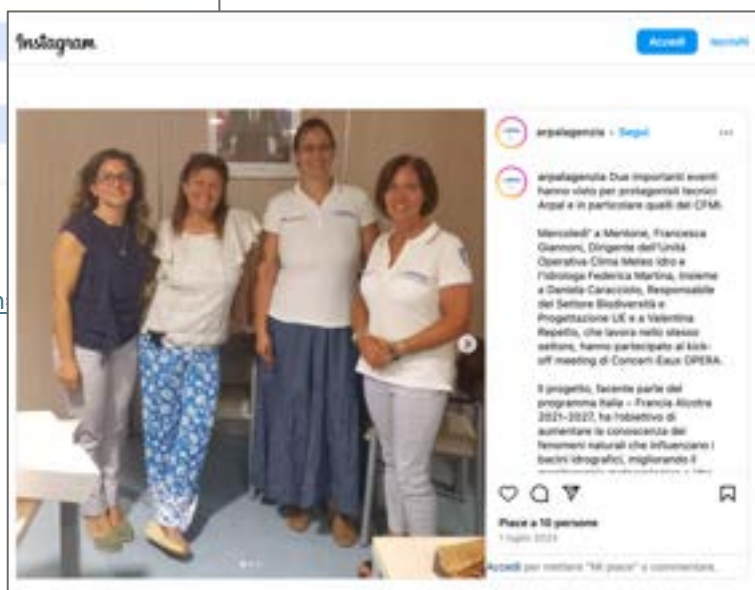 Instagram
Accedi
Iscriviti
arpalagenzia • Segui
arpalagenzia Due importanti eventi
hanno visto per protagonisti tecnici
Arpal e in particolare quelli del CFMI.
Mercoledì' a Mentone, Francesca
Giannoni, Dirigente dell'Unità
Operativa Clima Meteo Idro e
l'idrologa Federica Martina, insieme
a Daniela Caracciolo, Responsabile
del Settore Biodiversità e
Progettazione UE e a Valentina
Repetto, che lavora nello stesso
settore, hanno partecipato al kick-
off meeting di Concert-Eaux OPERA.
Il progetto, facente parte del
programma Italia – Francia Alcotra
2021-2027, ha l'obiettivo di
aumentare la conoscenza dei
fenomeni naturali che influenzano i
bacini idrografici, migliorando il
Piace a 10 persone
1 luglio
Accedi per mettere "Mi piace" o commentare.